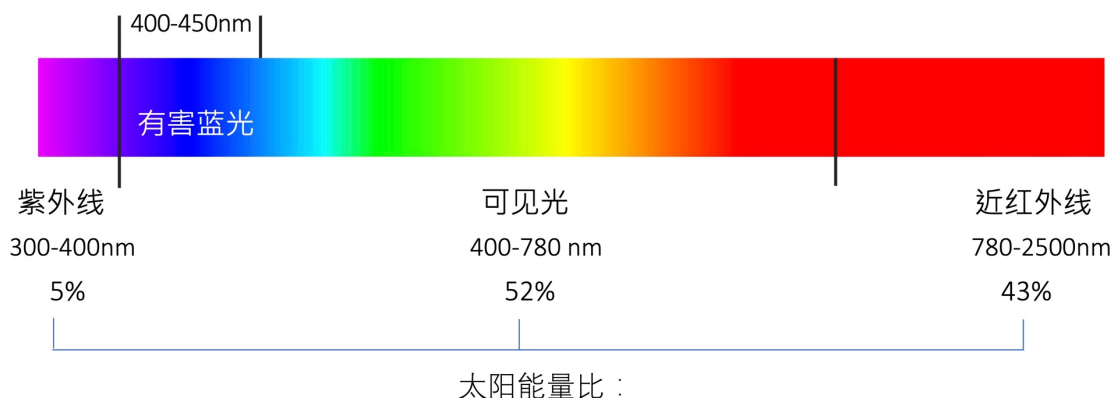 400-450nm
有害蓝光
紫外线 可见光 近红外线
300-400nm 400-780 nm 780-2500nm
5% 52% 43%
太阳能量比：